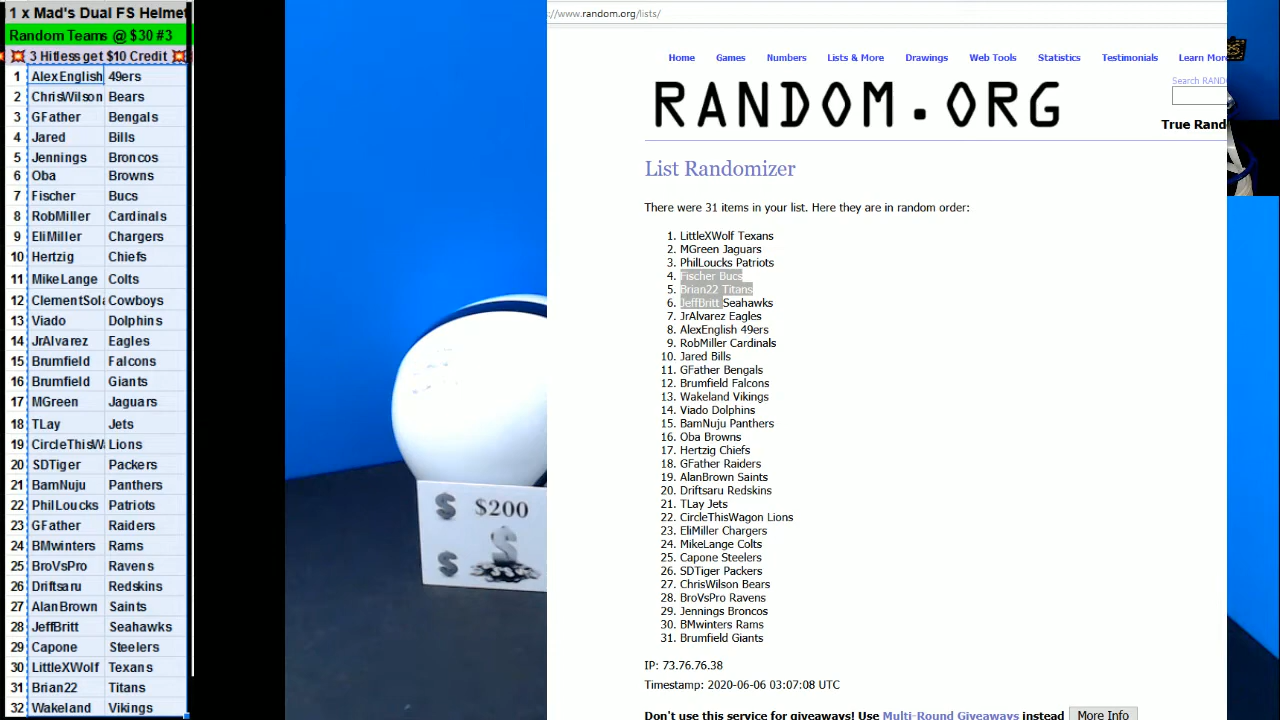 1 x Mad's Dual FS Helmet
Random Teams @ $30 #3
💥 3 Hitless get $10 Credit 💥
1 AlexEnglish 49ers
2 ChrisWilson Bears
3 GFather Bengals
4 Jared Bills
5 Jennings Broncos
6 Oba Browns
7 Fischer Bucs
8 RobMiller Cardinals
9 EliMiller Chargers
10 Hertzig Chiefs
11 MikeLange Colts
12 ClementSola Cowboys
13 Viado Dolphins
14 JrAlvarez Eagles
15 Brumfield Falcons
16 Brumfield Giants
17 MGreen Jaguars
18 TLay Jets
19 CircleThisWa Lions
20 SDTiger Packers
21 BamNuju Panthers
22 PhilLoucks Patriots
23 GFather Raiders
24 BMwinters Rams
25 BroVsPro Ravens
26 Driftsaru Redskins
27 AlanBrown Saints
28 JeffBritt Seahawks
29 Capone Steelers
30 LittleXWolf Texans
31 Brian22 Titans
32 Wakeland Vikings
$ $200
$
://www.random.org/lists/
Home Games Numbers Lists & More Drawings Web Tools Statistics Testimonials Learn More
Search RAND
RANDOM.ORG
True Rand
List Randomizer
There were 31 items in your list. Here they are in random order:
1. LittleXWolf Texans
2. MGreen Jaguars
3. PhilLoucks Patriots
4. Fischer Bucs
5. Brian22 Titans
6. JeffBritt Seahawks
7. JrAlvarez Eagles
8. AlexEnglish 49ers
9. RobMiller Cardinals
10. Jared Bills
11. GFather Bengals
12. Brumfield Falcons
13. Wakeland Vikings
14. Viado Dolphins
15. BamNuju Panthers
16. Oba Browns
17. Hertzig Chiefs
18. GFather Raiders
19. AlanBrown Saints
20. Driftsaru Redskins
21. TLay Jets
22. CircleThisWagon Lions
23. EliMiller Chargers
24. MikeLange Colts
25. Capone Steelers
26. SDTiger Packers
27. ChrisWilson Bears
28. BroVsPro Ravens
29. Jennings Broncos
30. BMwinters Rams
31. Brumfield Giants
IP: 73.76.76.38
Timestamp: 2020-06-06 03:07:08 UTC
Don't use this service for giveaways! Use Multi-Round Giveaways instead More Info